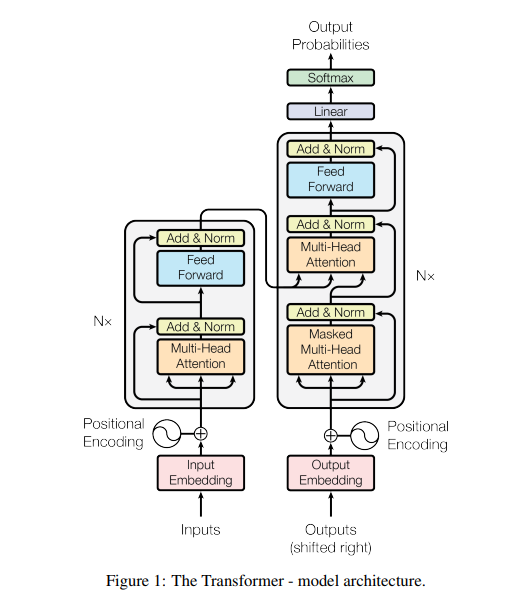 Output
Probabilities
Softmax
Linear
Add & Norm
Feed
Forward
Add & Norm
Multi-Head
Attention
Add & Norm
Masked
Multi-Head
Attention
N×
Positional
Encoding
Output
Embedding
Outputs
(shifted right)
Add & Norm
Feed
Forward
Add & Norm
Multi-Head
Attention
N×
Positional
Encoding
Input
Embedding
Inputs
Figure 1: The Transformer - model architecture.